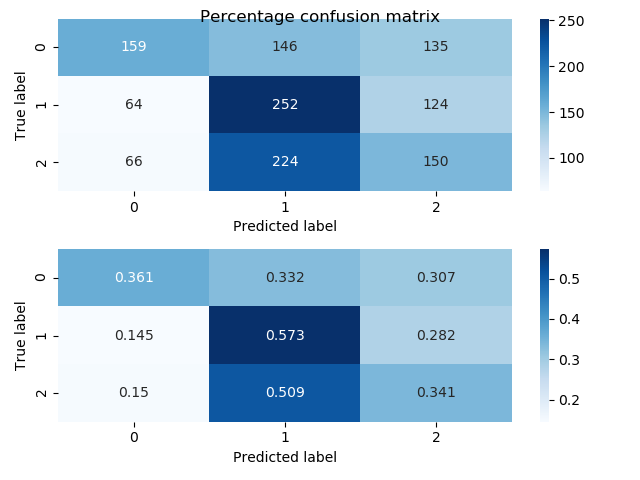 Percentage confusion matrix
0 159 146 135
1 64 252 124
2 66 224 150
0 1 2
Predicted label
True label
250
200
150
100
0 0.361 0.332 0.307
1 0.145 0.573 0.282
2 0.15 0.509 0.341
0 1 2
Predicted label
True label
0.5
0.4
0.3
0.2